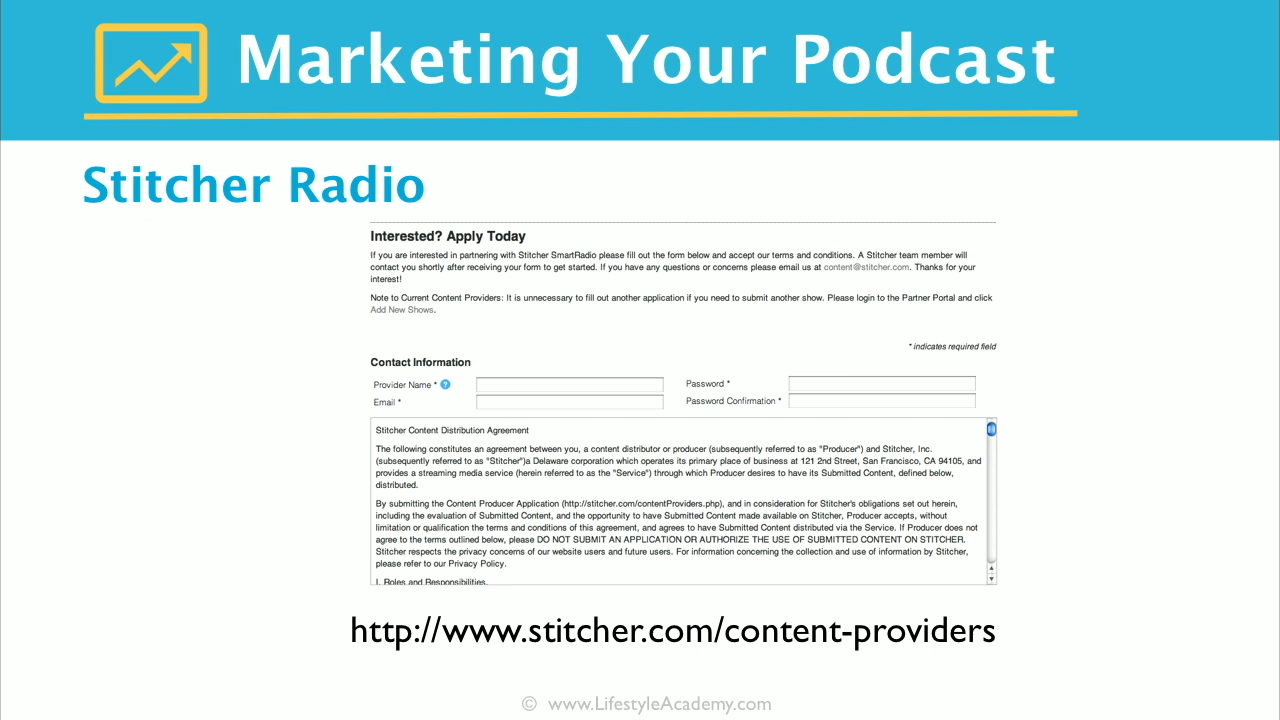 Marketing Your Podcast
Stitcher Radio
Interested? Apply Today
If you are interested in partnering with Stitcher SmartRadio please fill out the form below and accept our terms and conditions. A Stitcher team member will
contact you shortly after receiving your form to get started. If you have any questions or concerns please email us at content@stitcher.com. Thanks for your
interest!
Note to Current Content Providers: It is unnecessary to fill out another application if you need to submit another show. Please login to the Partner Portal and click
Add New Shows.
* indicates required field
Contact Information
Provider Name * ? Password *
Email * Password Confirmation *
Stitcher Content Distribution Agreement
The following constitutes an agreement between you, a content distributor or producer (subsequently referred to as "Producer") and Stitcher, Inc.
(subsequently referred to as "Stitcher")a Delaware corporation which operates its primary place of business at 121 2nd Street, San Francisco, CA 94105, and
provides a streaming media service (herein referred to as the "Service") through which Producer desires to have its Submitted Content, defined below,
distributed.
By submitting the Content Producer Application (http://stitcher.com/contentProviders.php), and in consideration for Stitcher's obligations set out herein,
including the evaluation of Submitted Content, and the opportunity to have Submitted Content made available on Stitcher, Producer accepts, without
limitation or qualification the terms and conditions of this agreement, and agrees to have Submitted Content distributed via the Service. If Producer does not
agree to the terms outlined below, please DO NOT SUBMIT AN APPLICATION OR AUTHORIZE THE USE OF SUBMITTED CONTENT ON STITCHER.
Stitcher respects the privacy concerns of our website users and future users. For information concerning the collection and use of information by Stitcher,
please refer to our Privacy Policy.
I. Roles and Responsibilities.
http://www.stitcher.com/content-providers
© www.LifestyleAcademy.com